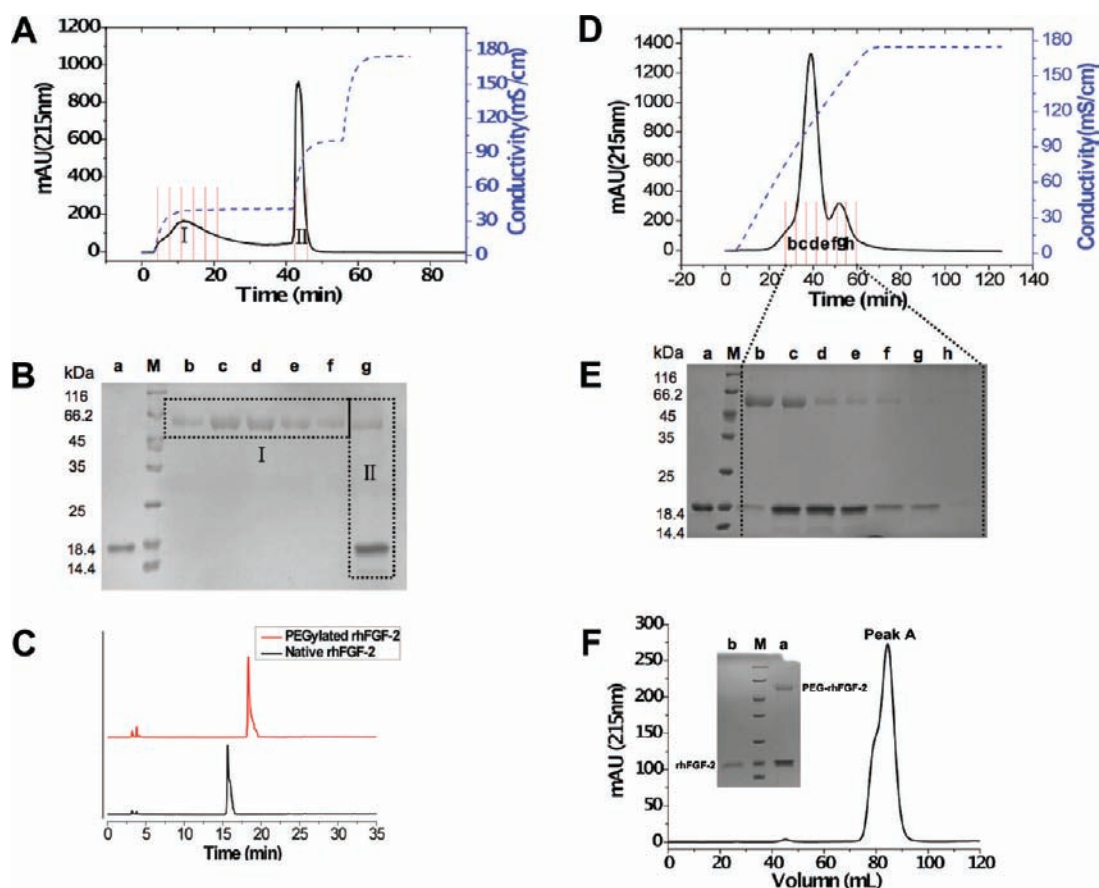 A
mAU(215nm)
1200
1000
800
600
400
200
0
180
150
120
90
60
30
0
Conductivity(mS/cm)
I
II
0 20 40 60 80
Time (min)
D
mAU(215nm)
1400
1200
1000
800
600
400
200
0
180
150
120
90
60
30
0
Conductivity(mS/cm)
bcdefgh
-20 0 20 40 60 80 100 120 140
Time (min)
B
kDa
a M b c d e f g
116
66.2
45
35
25
18.4
14.4
I
II
E
kDa
a M b c d e f g h
116
66.2
45
35
25
18.4
14.4
C
PEGylated rhFGF-2
Native rhFGF-2
0 5 10 15 20 25 30 35
Time (min)
F
mAU (215nm)
300
250
200
150
100
50
0
b M a
PEG-rhFGF-2
rhFGF-2
Peak A
0 20 40 60 80 100 120
Volumn (mL)